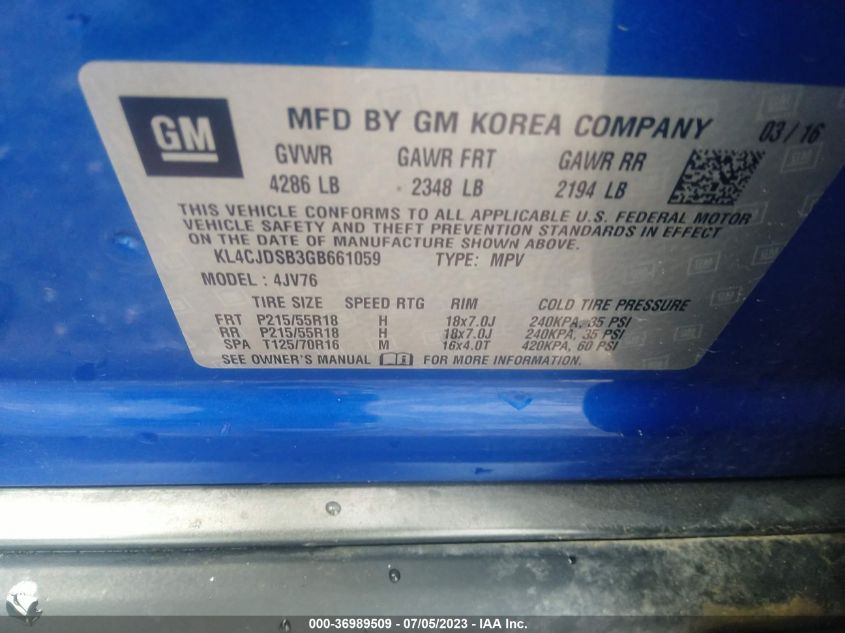 GM MFD BY GM KOREA COMPANY 03/16
GVWR GAWR FRT GAWR RR
4286 LB 2348 LB 2194 LB
THIS VEHICLE CONFORMS TO ALL APPLICABLE U.S. FEDERAL MOTOR
VEHICLE SAFETY AND THEFT PREVENTION STANDARDS IN EFFECT
ON THE DATE OF MANUFACTURE SHOWN ABOVE.
KL4CJDSB3GB661059 TYPE: MPV
MODEL : 4JV76
TIRE SIZE SPEED RTG RIM COLD TIRE PRESSURE
FRT P215/55R18 H 18x7.0J 240KPA, 35 PSI
RR P215/55R18 H 18x7.0J 240KPA, 35 PSI
SPA T125/70R16 M 16x4.0T 420KPA, 60 PSI
SEE OWNER'S MANUAL FOR MORE INFORMATION.
000-36989509 - 07/05/2023 - IAA Inc.